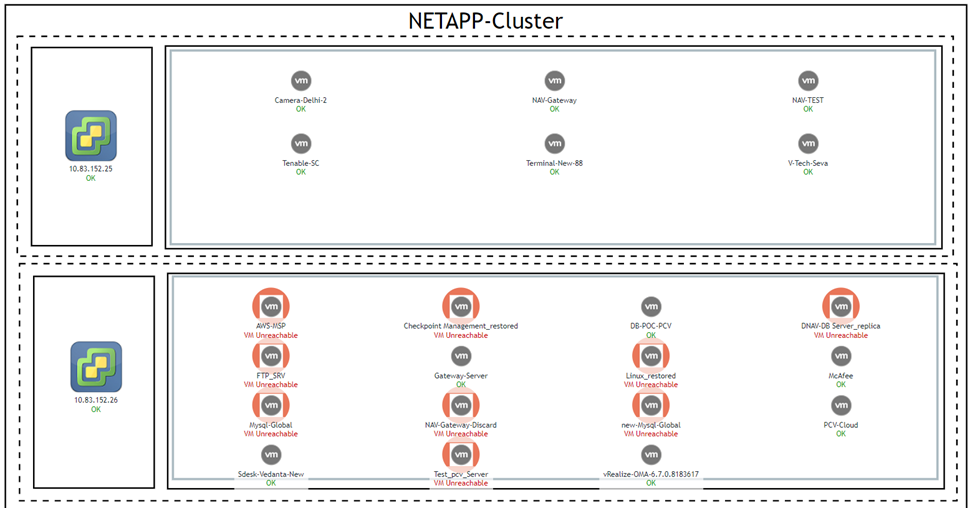 NETAPP-Cluster
10.83.152.25
OK
vm
Camera-Delhi-2
OK
vm
NAV-Gateway
OK
vm
NAV-TEST
OK
vm
Tenable-SC
OK
vm
Terminal-New-88
OK
vm
V-Tech-Seva
OK
10.83.152.26
OK
vm
AWS-MSP
VM Unreachable
vm
Checkpoint Management_restored
VM Unreachable
vm
DB-POC-PCV
OK
vm
DNAV-DB Server_replica
VM Unreachable
vm
FTP_SRV
VM Unreachable
vm
Gateway-Server
OK
vm
Linux_restored
VM Unreachable
vm
McAfee
OK
vm
Mysql-Global
VM Unreachable
vm
NAV-Gateway-Discard
VM Unreachable
vm
new-Mysql-Global
VM Unreachable
vm
PCV-Cloud
OK
vm
Sdesk-Vedanta-New
OK
vm
Test_pcv_Server
VM Unreachable
vm
vRealize-OMA-6.7.0.8183617
OK